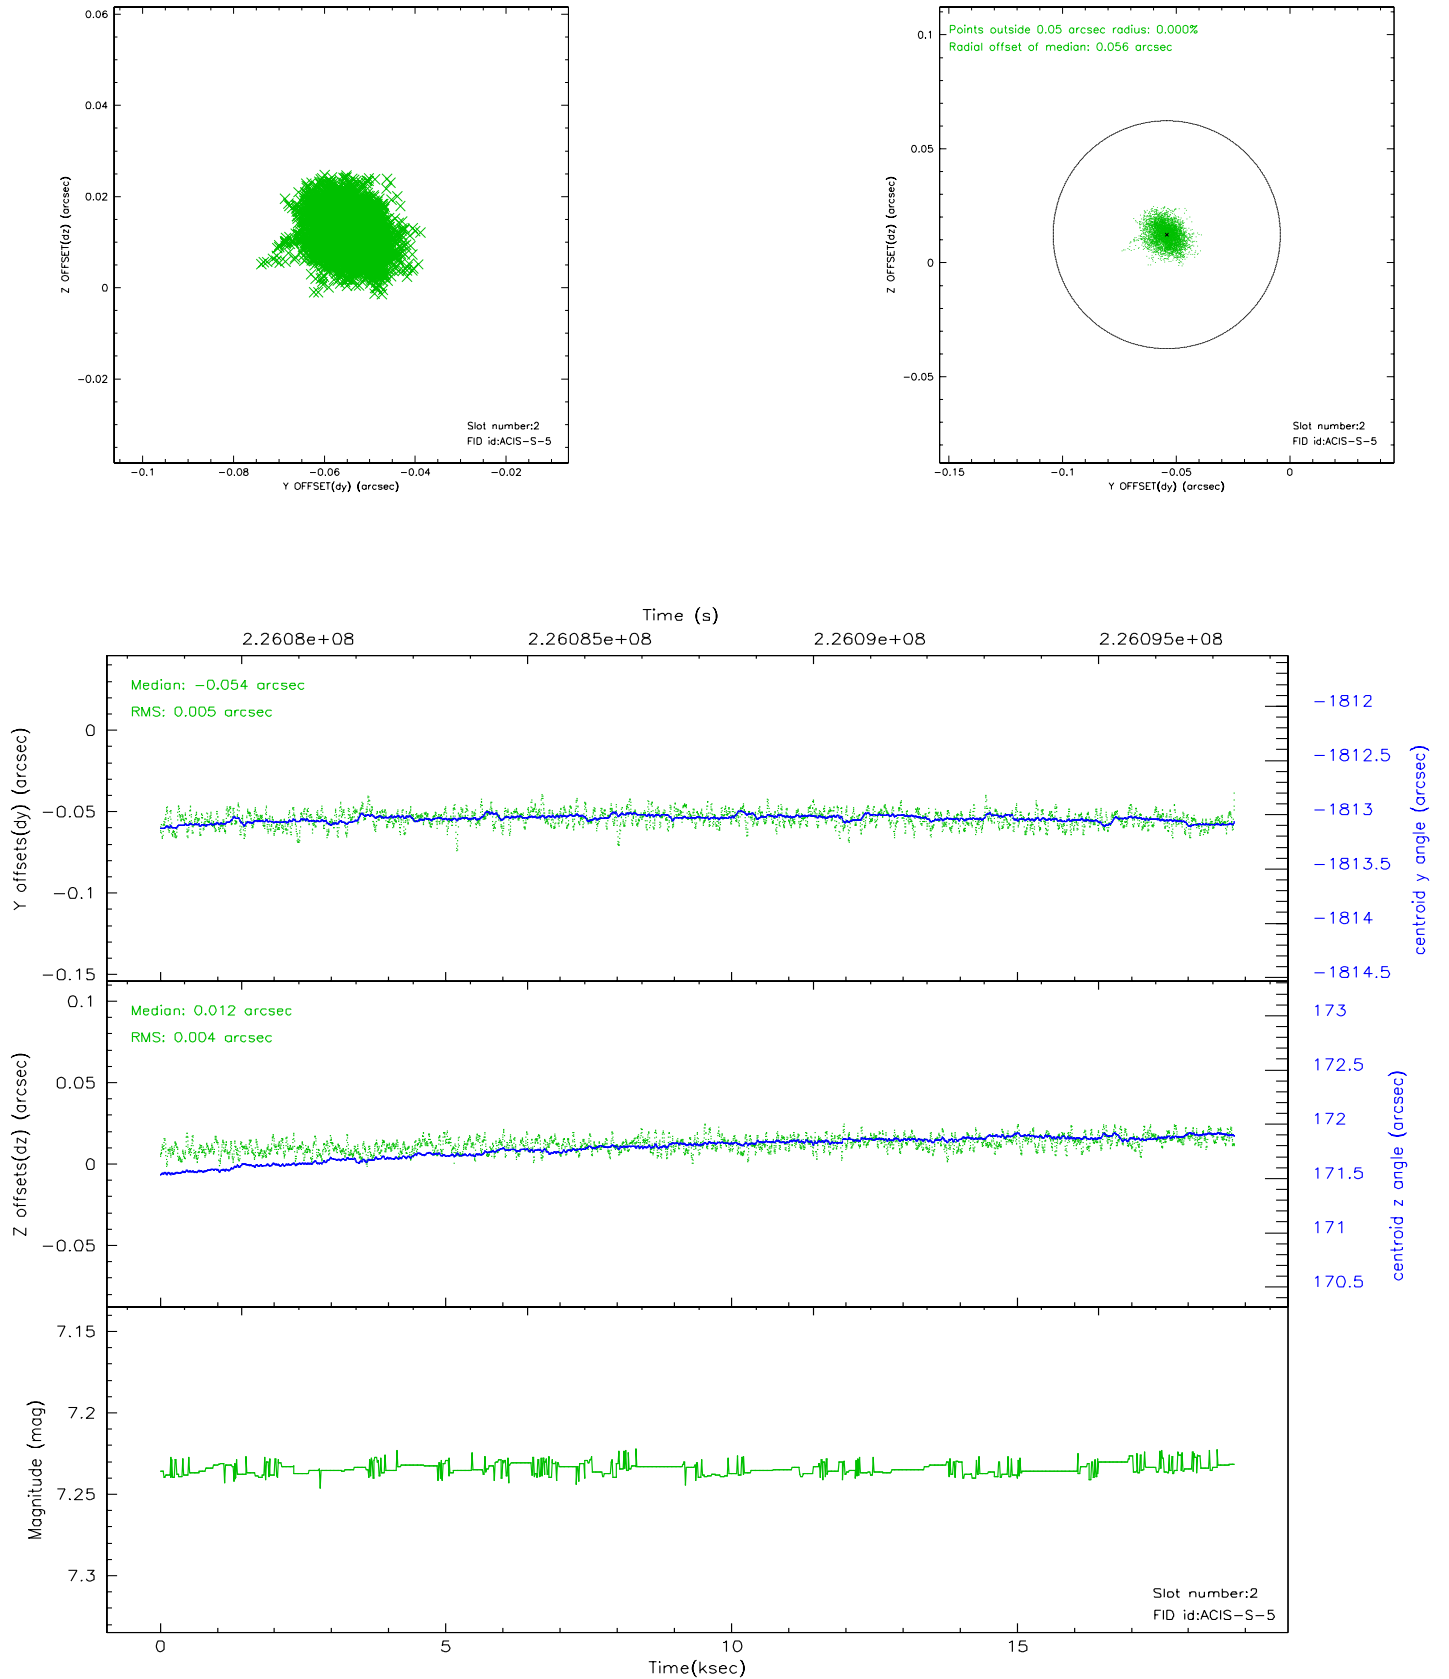 0.06
0.04
0.02
0
−0.02
Z OFFSET(dz) (arcsec)
Slot number:2
FID id:ACIS−S−5
−0.1
−0.08
−0.06
−0.04
−0.02
Y OFFSET(dy) (arcsec)
Points outside 0.05 arcsec radius: 0.000%
Radial offset of median: 0.056 arcsec
0.1
0.05
0
−0.05
Z OFFSET(dz) (arcsec)
Slot number:2
FID id:ACIS−S−5
−0.15
−0.1
−0.05
0
Y OFFSET(dy) (arcsec)
Time (s)
2.2608e+08
2.26085e+08
2.2609e+08
2.26095e+08
Median: −0.054 arcsec
RMS: 0.005 arcsec
0
−0.05
−0.1
−0.15
Y offsets(dy) (arcsec)
−1812
−1812.5
−1813
−1813.5
−1814
−1814.5
centroid y angle (arcsec)
Median: 0.012 arcsec
RMS: 0.004 arcsec
0.1
0.05
0
−0.05
Z offsets(dz) (arcsec)
173
172.5
172
171.5
171
170.5
centroid z angle (arcsec)
7.15
7.2
7.25
7.3
Magnitude (mag)
Slot number:2
FID id:ACIS−S−5
0
5
10
15
Time(ksec)